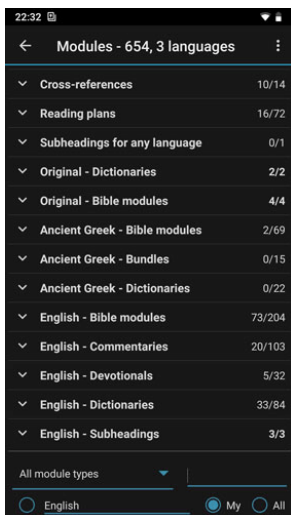 22:32
Modules - 654, 3 languages
Cross-references 10/14
Reading plans 16/72
Subheadings for any language 0/1
Original - Dictionaries 2/2
Original - Bible modules 4/4
Ancient Greek - Bible modules 2/69
Ancient Greek - Bundles 0/15
Ancient Greek - Dictionaries 0/22
English - Bible modules 73/204
English - Commentaries 20/103
English - Devotionals 5/32
English - Dictionaries 33/84
English - Subheadings 3/3
All module types
English My All